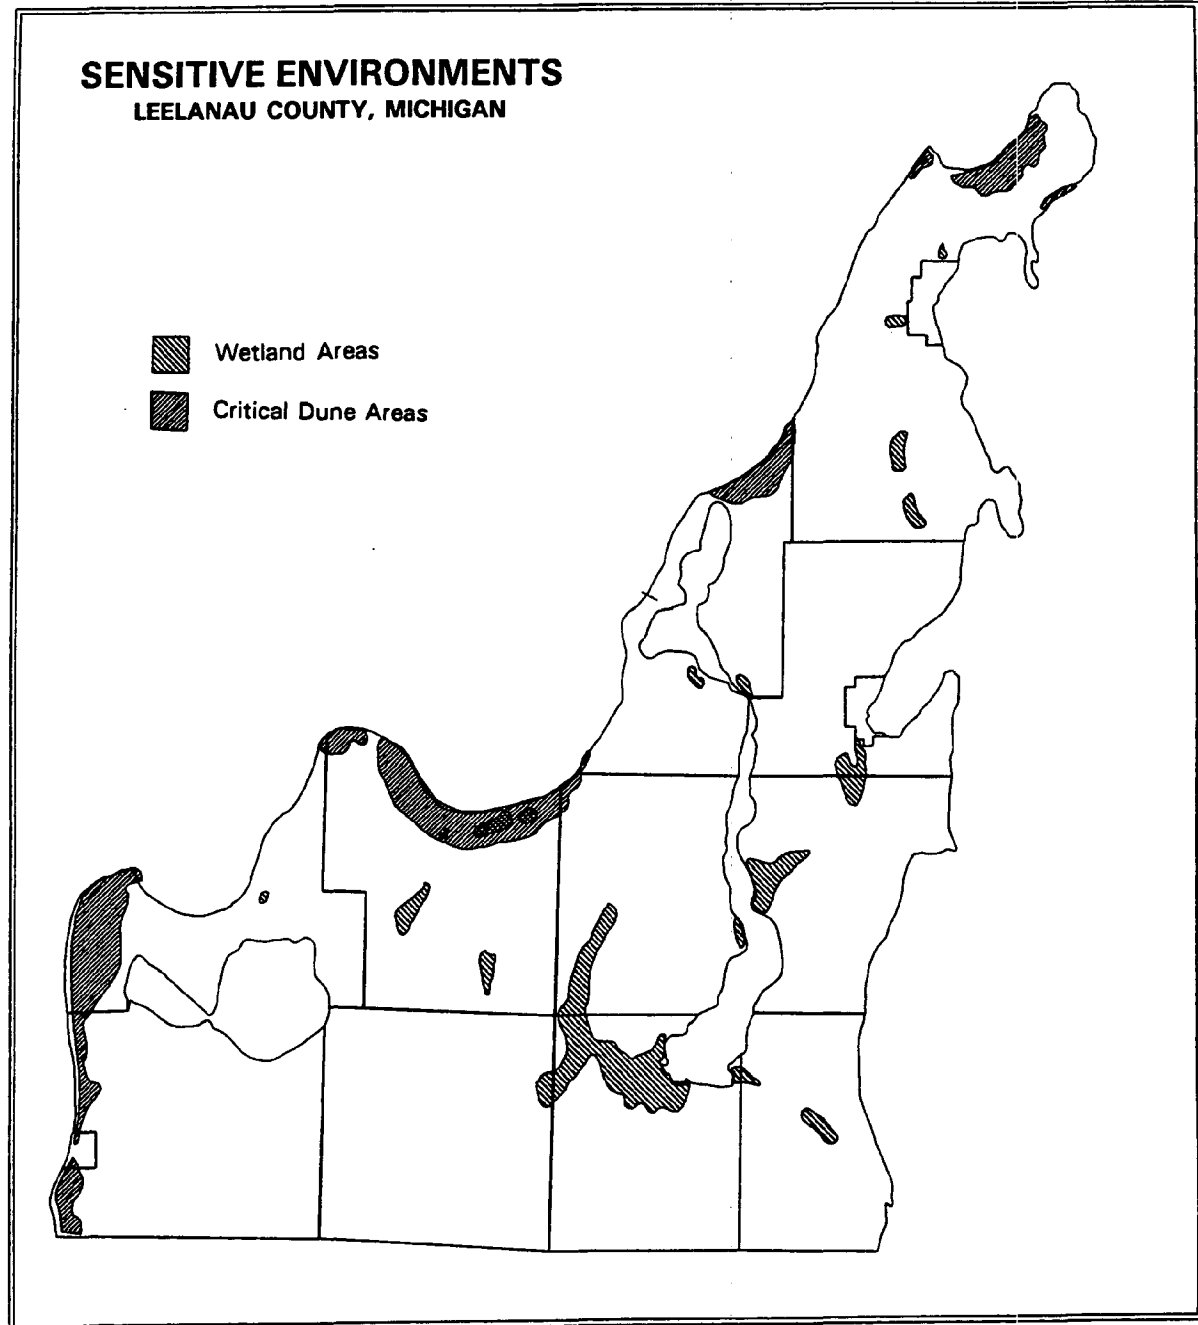 SENSITIVE ENVIRONMENTS
LEELANAU COUNTY, MICHIGAN
Wetland Areas
Critical Dune Areas